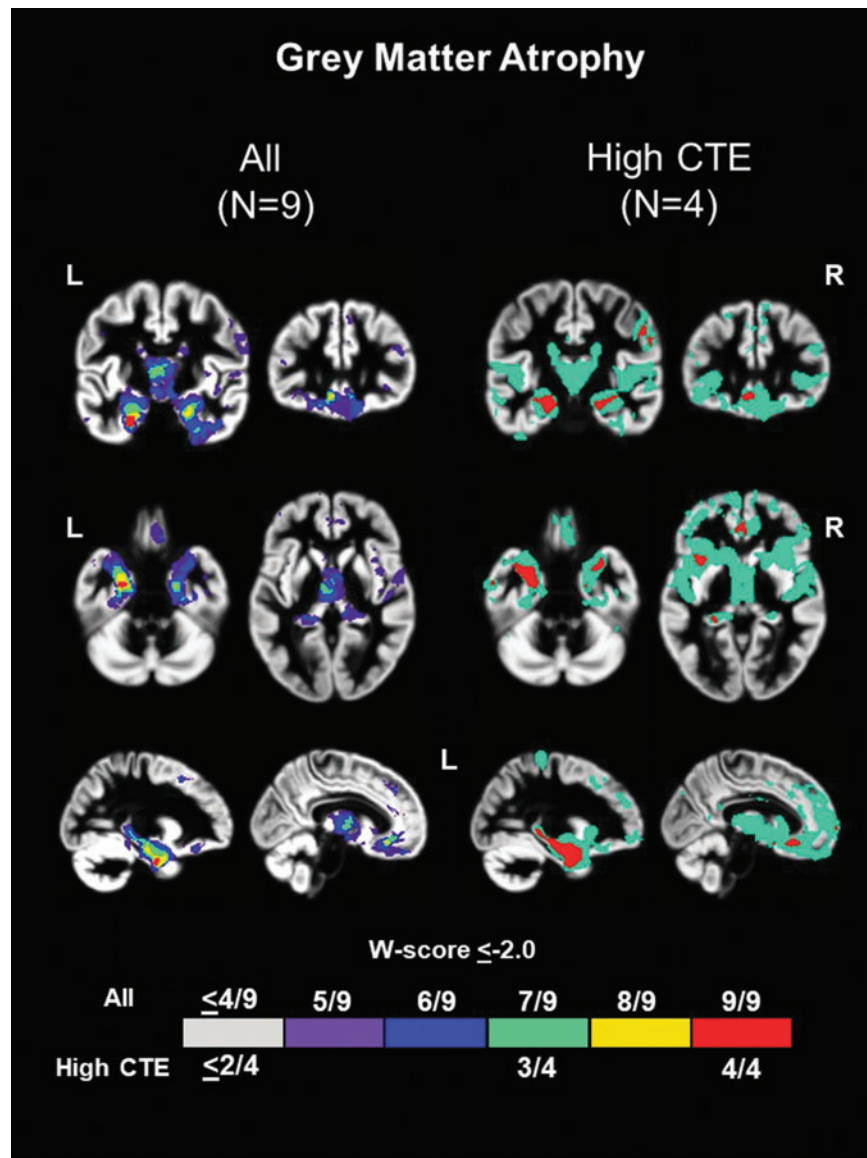 Grey Matter Atrophy
All High CTE
(N=9) (N=4)
L R
L R
L
W-score ≤-2.0
All ≤4/9 5/9 6/9 7/9 8/9 9/9
High CTE ≤2/4 3/4 4/4